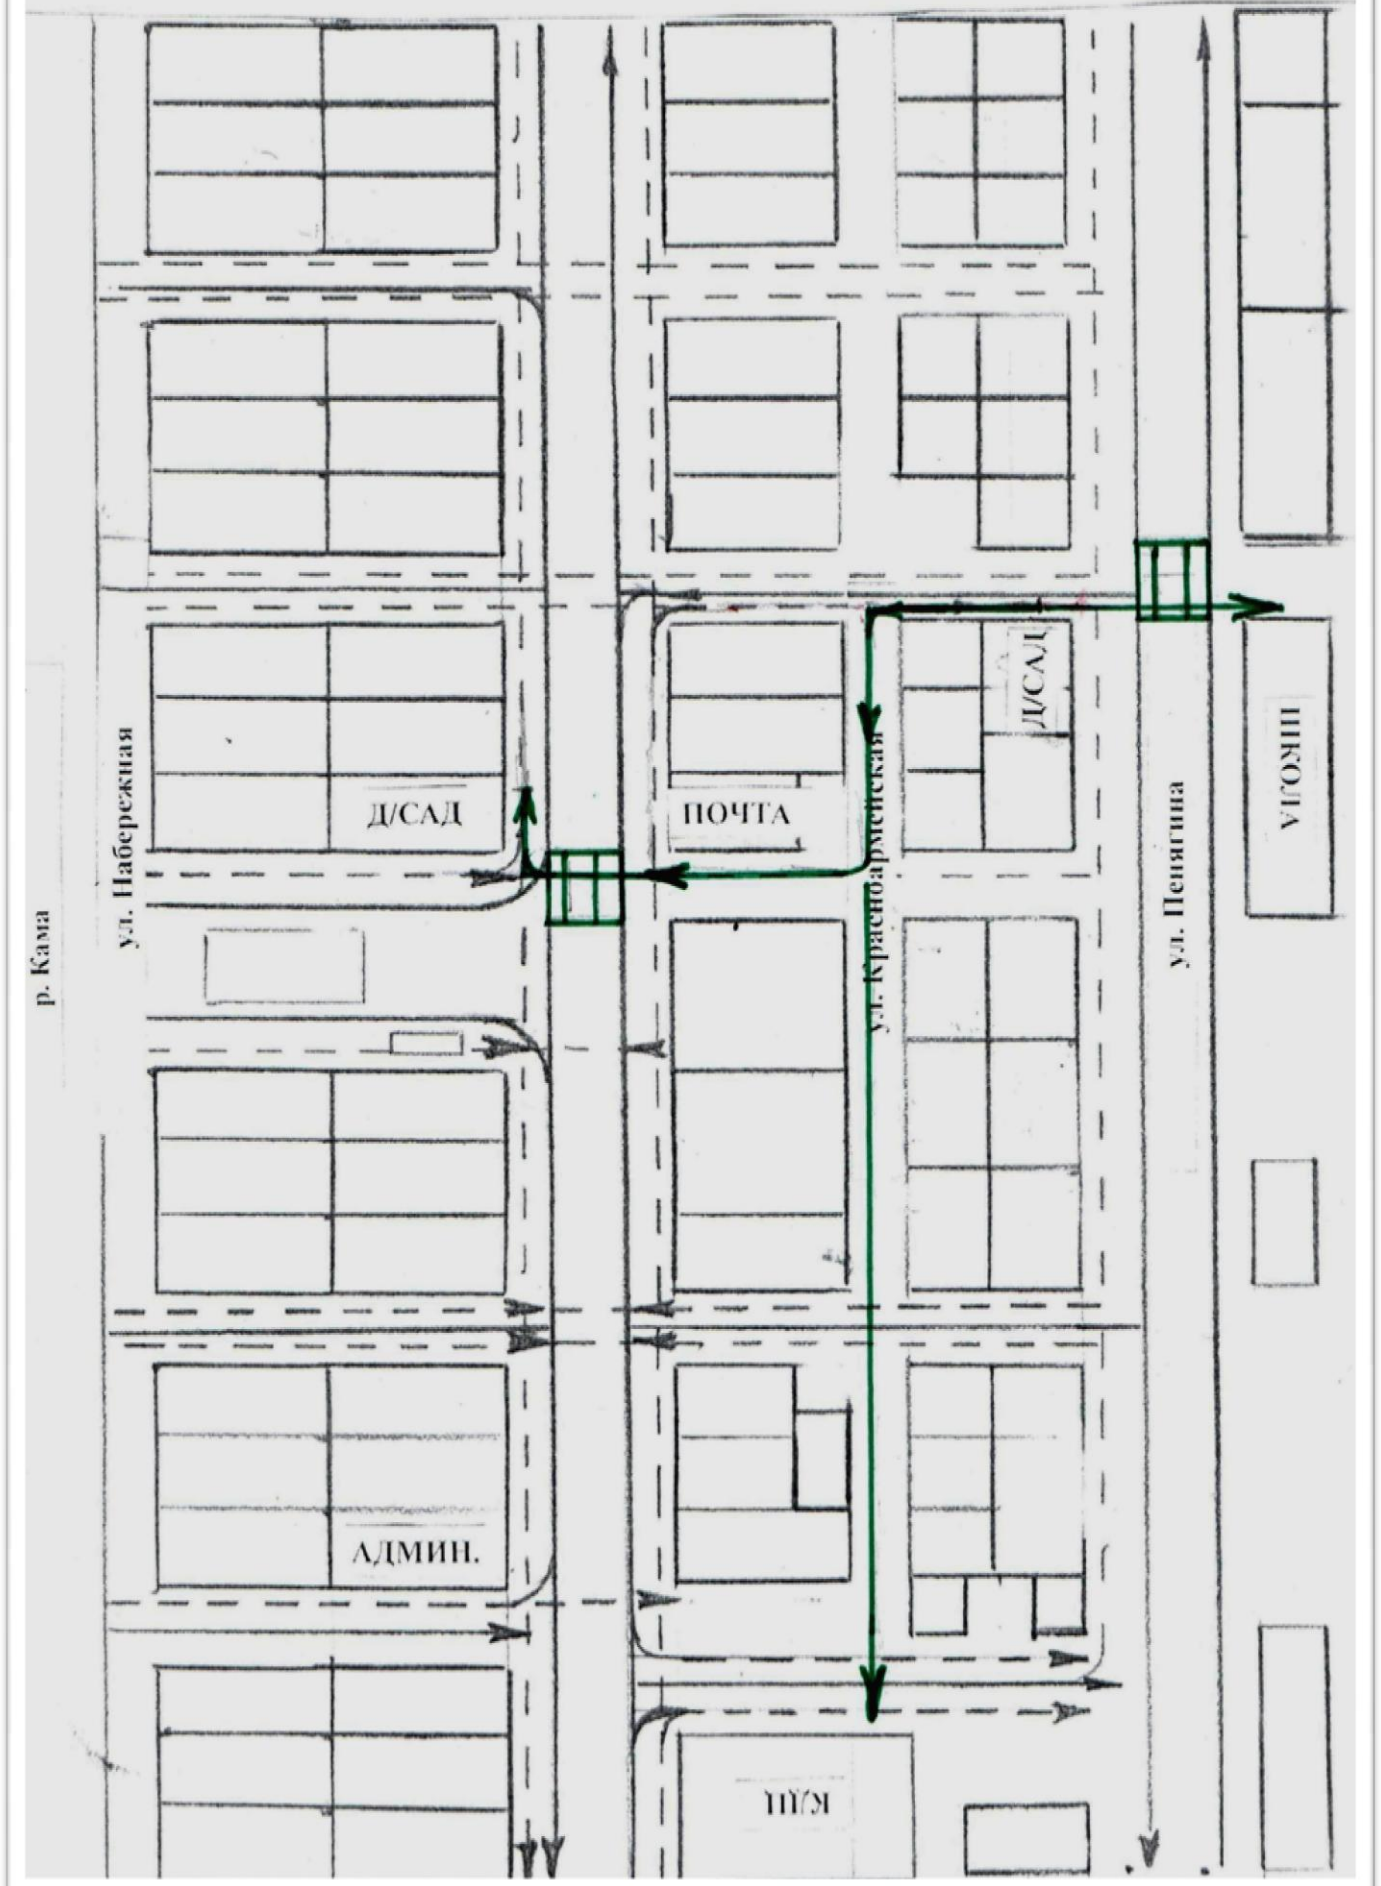 р. Кама
ул. Набережная
Д/САД
ПОЧТА
ул. Красноармейская
Д/САД
ул. Пенягина
ШКОЛА
АДМИН.
КДЦ